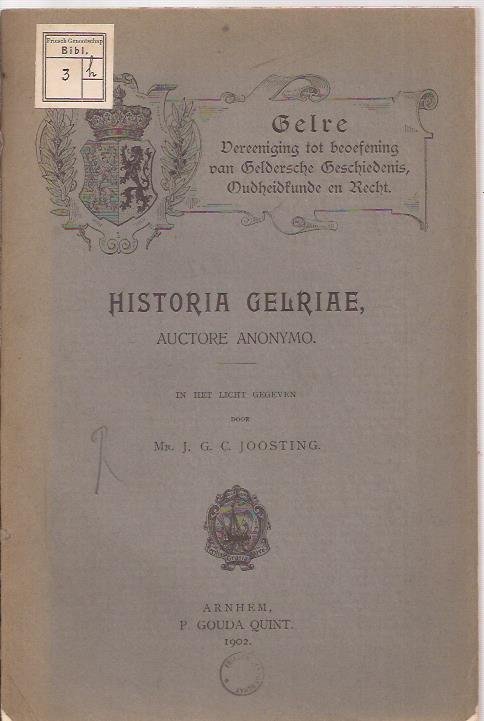 Friesch Genootschap
Bibl.
3 h
Gelre
Vereeniging tot beoefening
van Geldersche Geschiedenis,
Oudheidkunde en Recht.
HISTORIA GELRIAE,
AUCTORE ANONYMO.
IN HET LICHT GEGEVEN
DOOR
Mr. J. G. C. JOOSTING.
ARNHEM,
P. GOUDA QUINT.
1902.